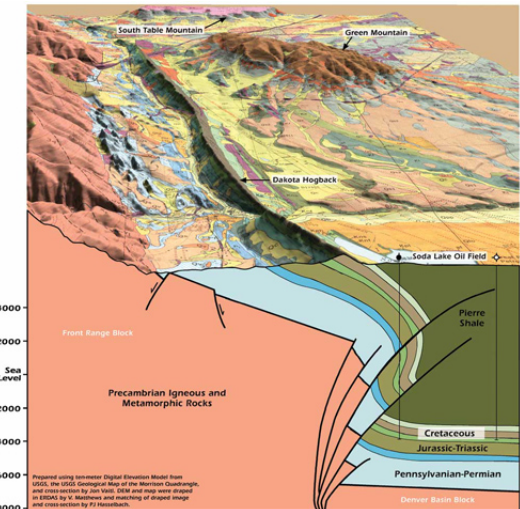 South Table Mountain
Green Mountain
Dakota Hogback
Soda Lake Oil Field
Pierre
Shale
Front Range Block
Sea
Level
Precambrian Igneous and
Metamorphic Rocks
Cretaceous
Jurassic-Triassic
Pennsylvanian-Permian
Denver Basin Block
Prepared using ten-meter Digital Elevation Model from
USGS, the USGS Geological Map of the Morrison Quadrangle,
and cross-section by Jon Vaid. DEM and map were draped
in ERDAS by V. Matthews and matching of draped image
and cross-section by PJ Hasselbach.